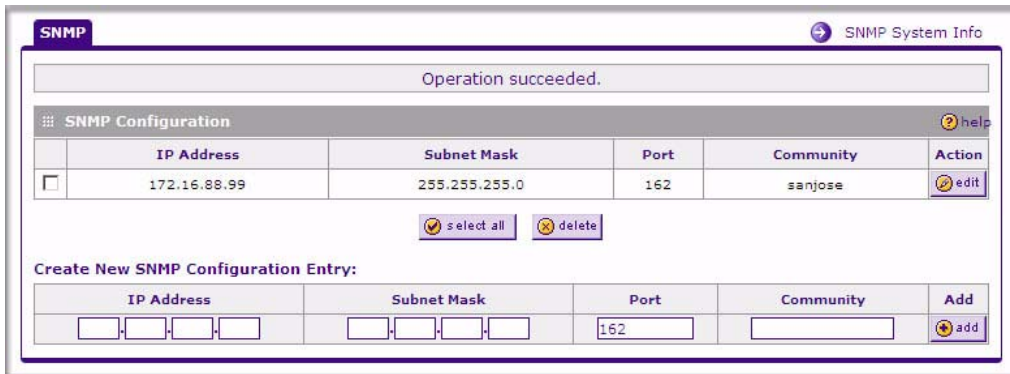 SNMP
SNMP System Info
Operation succeeded.
SNMP Configuration
help
IP Address Subnet Mask Port Community Action
172.16.88.99 255.255.255.0 162 sanjose edit
select all delete
Create New SNMP Configuration Entry:
IP Address Subnet Mask Port Community Add
. . . . . . 162 add